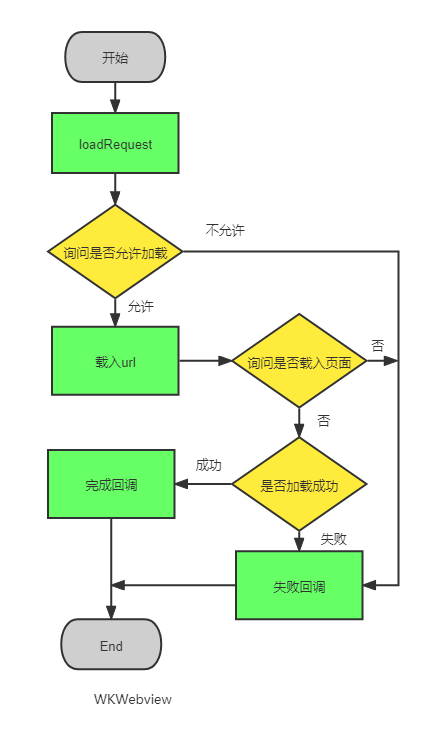 开始
loadRequest
不允许
询问是否允许加载
允许
载入url
询问是否载入页面
否
否
成功
完成回调
是否加载成功
失败
失败回调
End
WKWebview